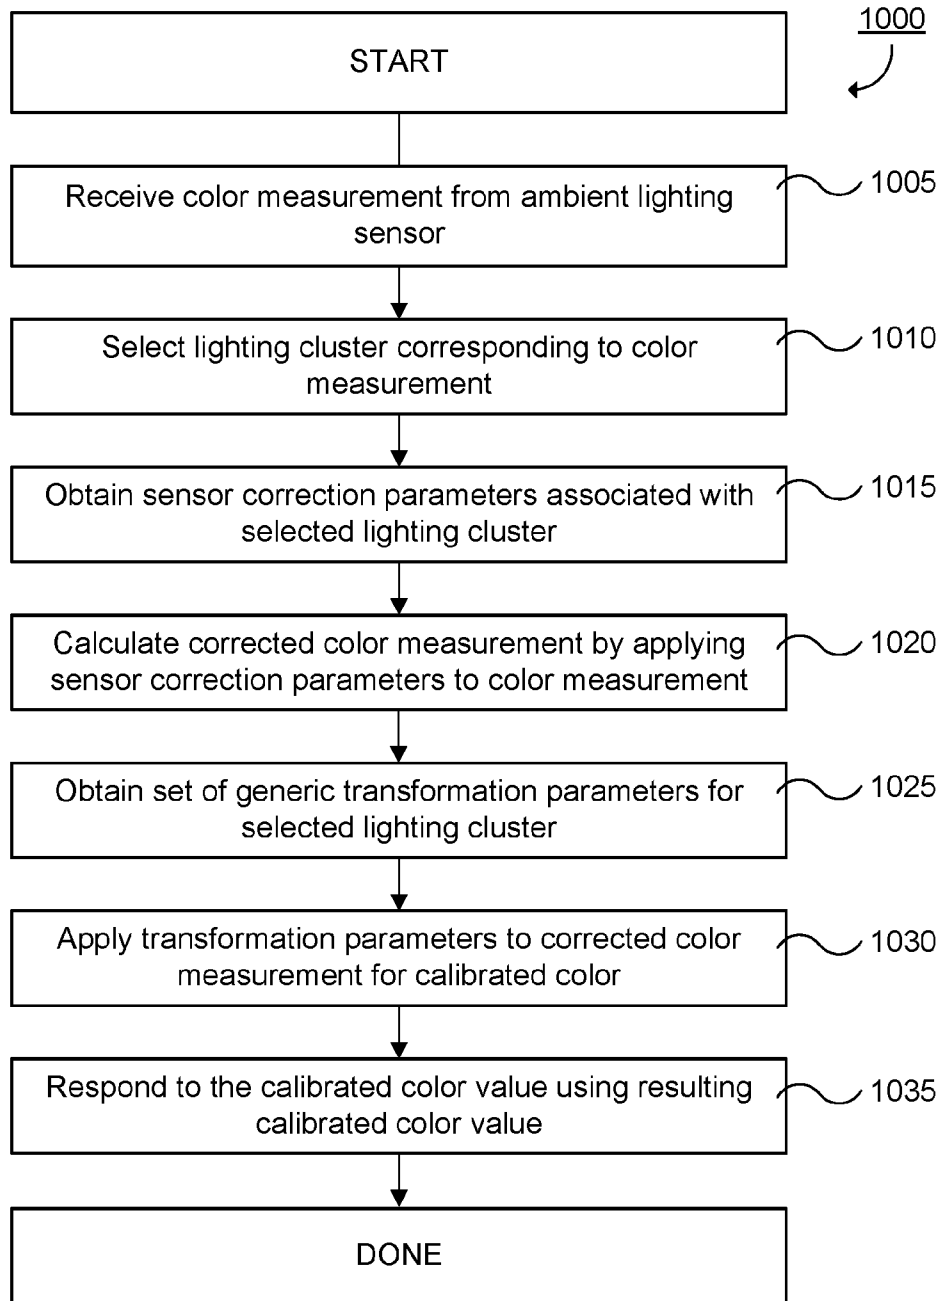 1000
START
Receive color measurement from ambient lighting
sensor
1005
Select lighting cluster corresponding to color
measurement
1010
Obtain sensor correction parameters associated with
selected lighting cluster
1015
Calculate corrected color measurement by applying
sensor correction parameters to color measurement
1020
Obtain set of generic transformation parameters for
selected lighting cluster
1025
Apply transformation parameters to corrected color
measurement for calibrated color
1030
Respond to the calibrated color value using resulting
calibrated color value
1035
DONE